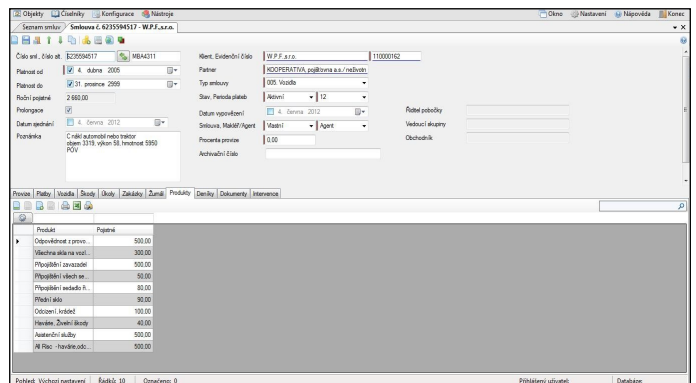 Objekty Číselníky Konfigurace Nástroje Okno Nastavení Nápověda Konec
Seznam smluv Smlouva č. 6235594517 - W.P.F.,s.r.o.
Číslo sml., číslo alt. 6235594517 MBA4311 Klient, Evidenční číslo W.P.F.,s.r.o. 110000162
Platnost od 4. dubna 2005 Partner KOOPERATIVA, pojišťovna a.s./ neživotn
Platnost do 31. prosince 2999 Typ smlouvy 005. Vozidla
Roční pojistné 2 660,00 Stav, Perioda plateb Aktivní 12
Prolongace Datum vypovězení 4. června 2012 Ředitel pobočky
Datum sjednání 4. června 2012 Smlouva, Makléř/Agent Vlastní Agent Vedoucí skupiny
Poznámka C nákl automobil nebo traktor Procento provize 0,00 Obchodník
objem 3319, výkon 58, hmotnost 5950
POV
Archivační číslo
Provize Platby Vozidla Škody Úkoly Zakázky Žurnál Produkty Deníky Dokumenty Intervence
Produkt Pojistné
Odpovědnost z provo... 500,00
Všechna skla na vozi... 300,00
Připojištění zavazadel 500,00
Připojištění všech se... 50,00
Připojištění sedadlo ři... 80,00
Přední sklo 90,00
Odcizení, krádež 100,00
Havárie, Živelní škody 40,00
Asistenční služby 500,00
All Risc - havárie,odc... 500,00
Pohled: Výchozí nastavení Řádků: 10 Označeno: 0 Přihlášený uživatel: Databáze: